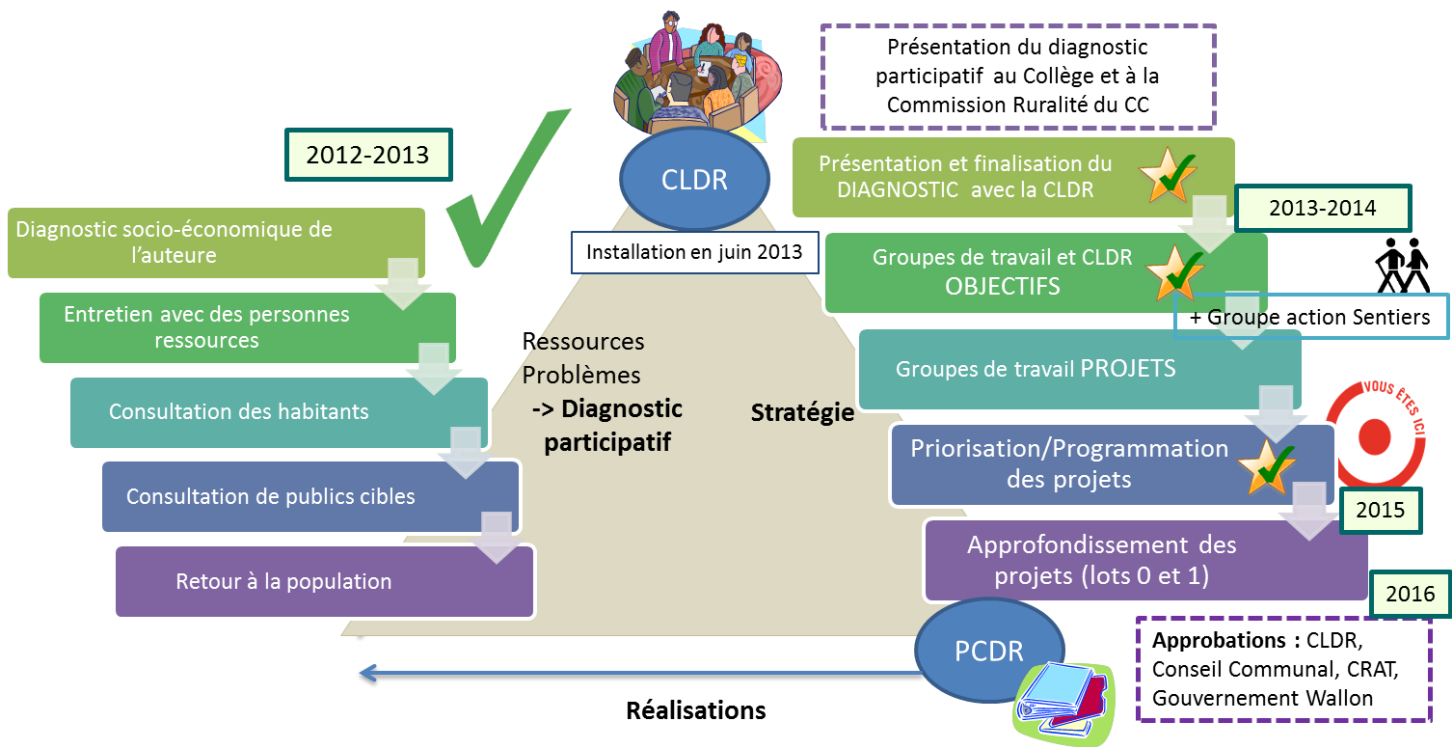 2012-2013
Diagnostic socio-économique de
l’auteure
Entretien avec des personnes
ressources
Consultation des habitants
Consultation de publics cibles
Retour à la population
CLDR
Installation en juin 2013
Ressources
Problèmes
-> Diagnostic
participatif
Stratégie
Présentation du diagnostic
participatif au Collège et à la
Commission Ruralité du CC
Présentation et finalisation du
DIAGNOSTIC avec la CLDR
2013-2014
Groupes de travail et CLDR
OBJECTIFS
+ Groupe action Sentiers
Groupes de travail PROJETS
VOUS ÊTES ICI
Priorisation/Programmation
des projets
2015
Approfondissement des
projets (lots 0 et 1)
2016
PCDR
Approbations : CLDR,
Conseil Communal, CRAT,
Gouvernement Wallon
Réalisations